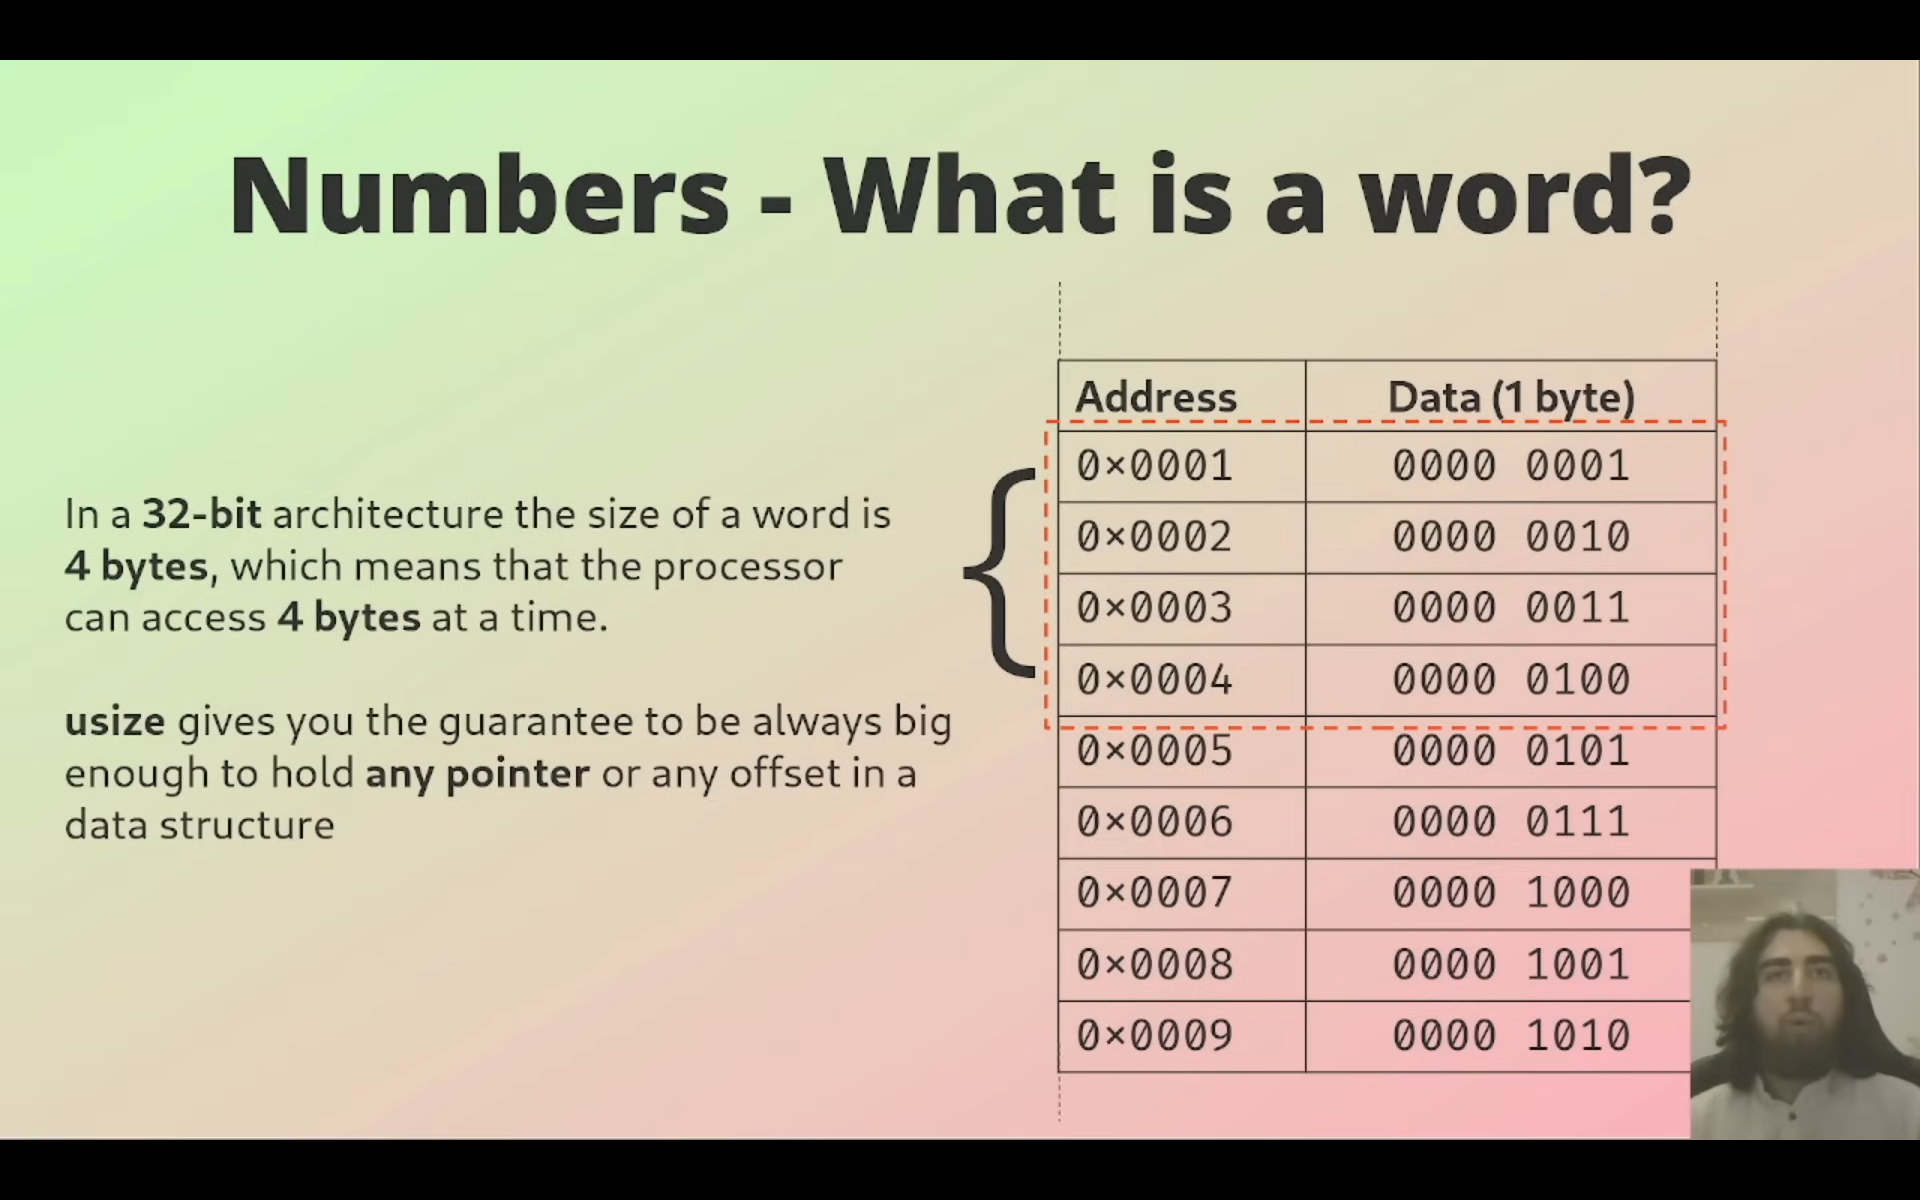 Numbers - What is a word?
In a 32-bit architecture the size of a word is
4 bytes, which means that the processor
can access 4 bytes at a time.
usize gives you the guarantee to be always big
enough to hold any pointer or any offset in a
data structure
Address Data (1 byte)
0×0001 0000 0001
0×0002 0000 0010
0×0003 0000 0011
0×0004 0000 0100
0×0005 0000 0101
0×0006 0000 0111
0×0007 0000 1000
0×0008 0000 1001
0×0009 0000 1010